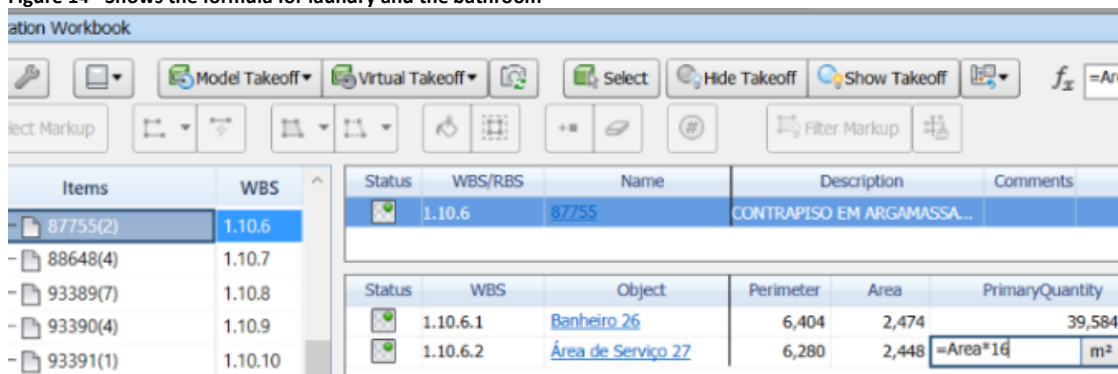 Figure 14 - Shows the formula for laundry and the bathroom
ation Workbook
Model Takeoff Virtual Takeoff Select Hide Takeoff Show Takeoff fx =Are
lect Markup # Filter Markup
Items WBS
87755(2) 1.10.6
88648(4) 1.10.7
93389(7) 1.10.8
93390(4) 1.10.9
93391(1) 1.10.10
Status WBS/RBS Name Description Comments
1.10.6 87755 CONTRAPISO EM ARGAMASSA...
Status WBS Object Perimeter Area PrimaryQuantity
1.10.6.1 Banheiro 26 6,404 2,474 39,584
1.10.6.2 Área de Serviço 27 6,280 2,448 =Area*16 m²